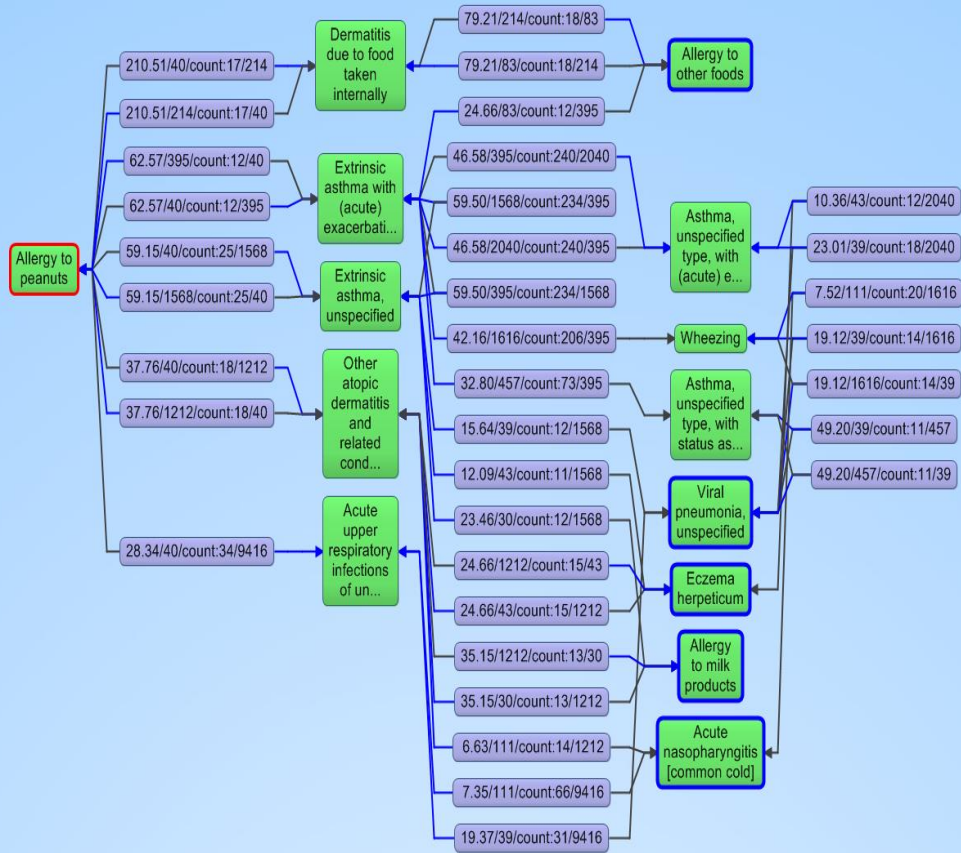 Allergy to
peanuts
210.51/40/count:17/214
210.51/214/count:17/40
62.57/395/count:12/40
62.57/40/count:12/395
59.15/40/count:25/1568
59.15/1568/count:25/40
37.76/40/count:18/1212
37.76/1212/count:18/40
28.34/40/count:34/9416
Dermatitis
due to food
taken
internally
Extrinsic
asthma with
(acute)
exacerbati...
Extrinsic
asthma,
unspecified
Other
atopic
dermatitis
and
related
cond...
Acute
upper
respiratory
infections
of un...
79.21/214/count:18/83
79.21/83/count:18/214
24.66/83/count:12/395
46.58/395/count:240/2040
59.50/1568/count:234/395
46.58/2040/count:240/395
59.50/395/count:234/1568
42.16/1616/count:206/395
32.80/457/count:73/395
15.64/39/count:12/1568
12.09/43/count:11/1568
23.46/30/count:12/1568
24.66/1212/count:15/43
24.66/43/count:15/1212
35.15/1212/count:13/30
35.15/30/count:13/1212
6.63/111/count:14/1212
7.35/111/count:66/9416
19.37/39/count:31/9416
Allergy to
other foods
Asthma,
unspecified
type, with
(acute) e...
Wheezing
Asthma,
unspecified
type, with
status as...
Viral
pneumonia,
unspecified
Eczema
herpeticum
Allergy
to milk
products
Acute
nasopharyngitis
[common cold]
10.36/43/count:12/2040
23.01/39/count:18/2040
7.52/111/count:20/1616
19.12/39/count:14/1616
19.12/1616/count:14/39
49.20/39/count:11/457
49.20/457/count:11/39